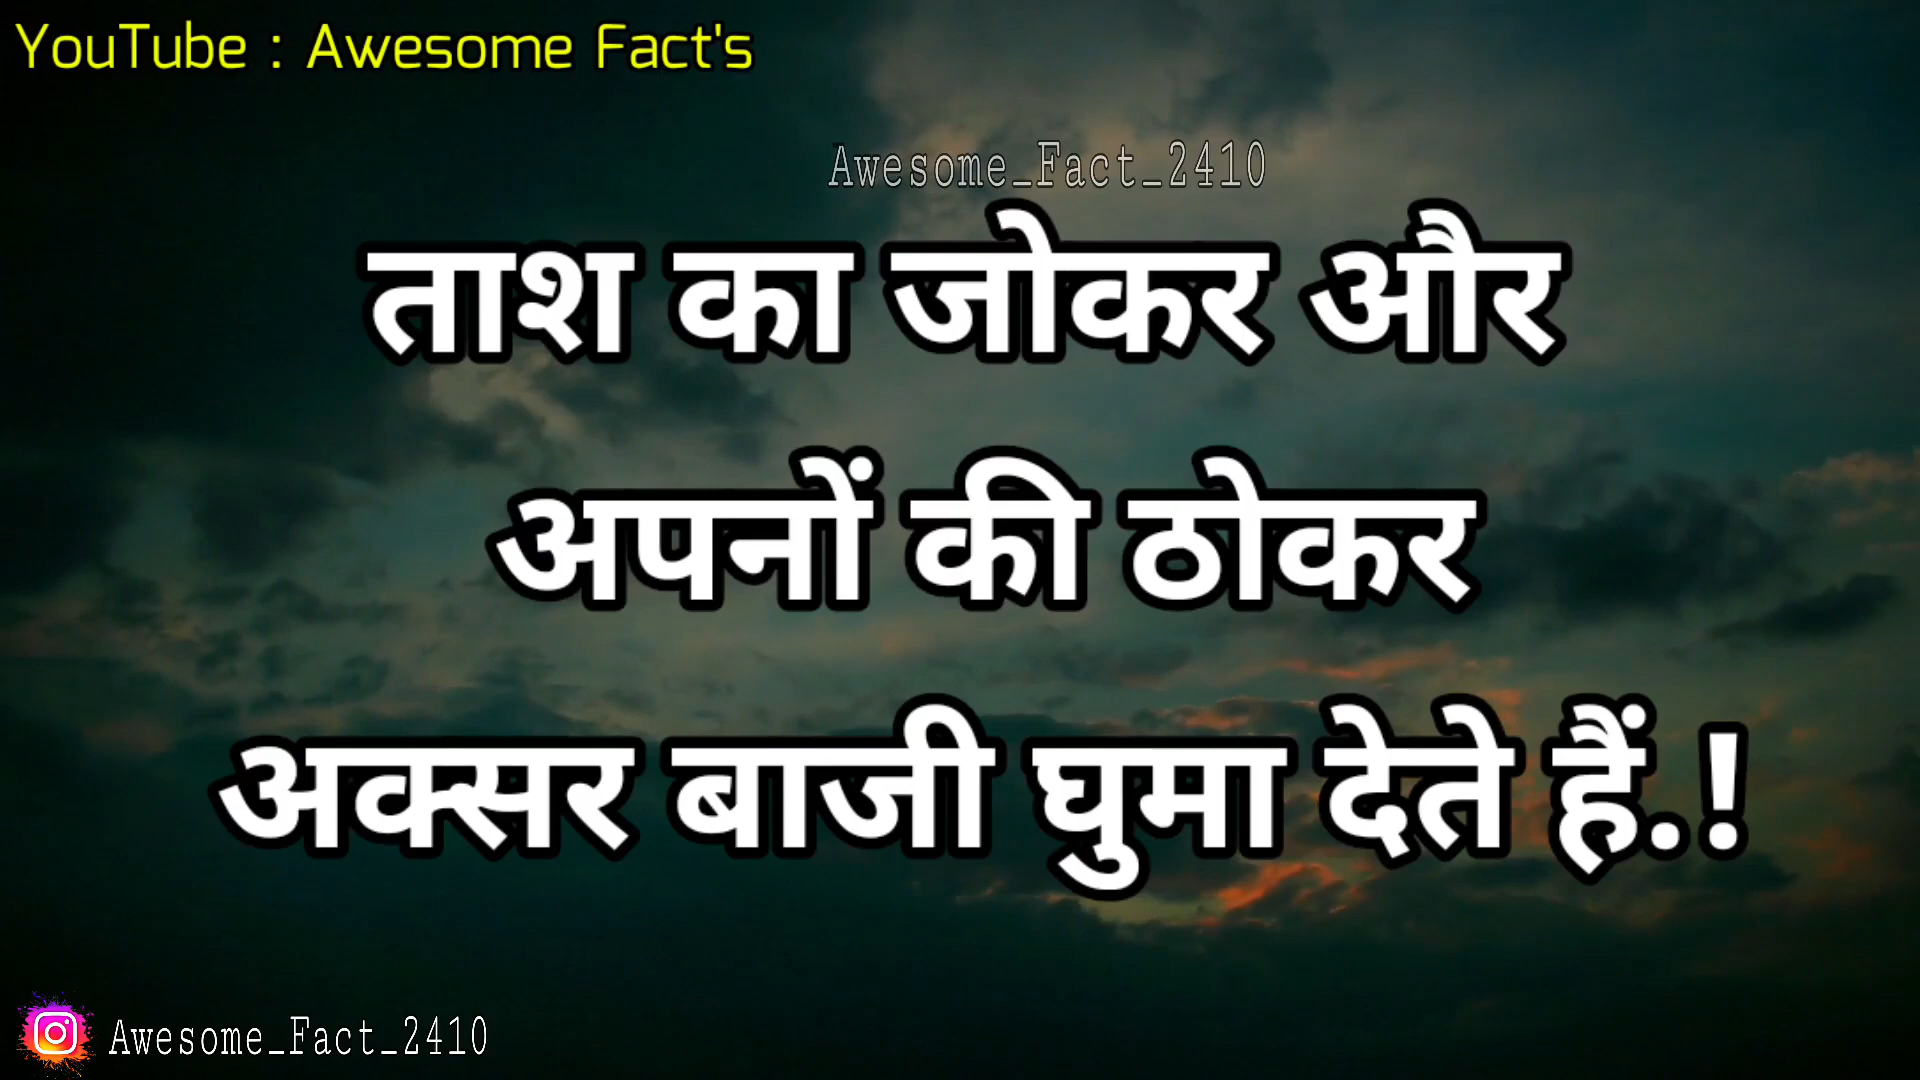 YouTube : Awesome Fact's
Awesome_Fact_2410
ताश का जोकर और
अपनों की ठोकर
अक्सर बाजी घुमा देते हैं.!
Awesome_Fact_2410